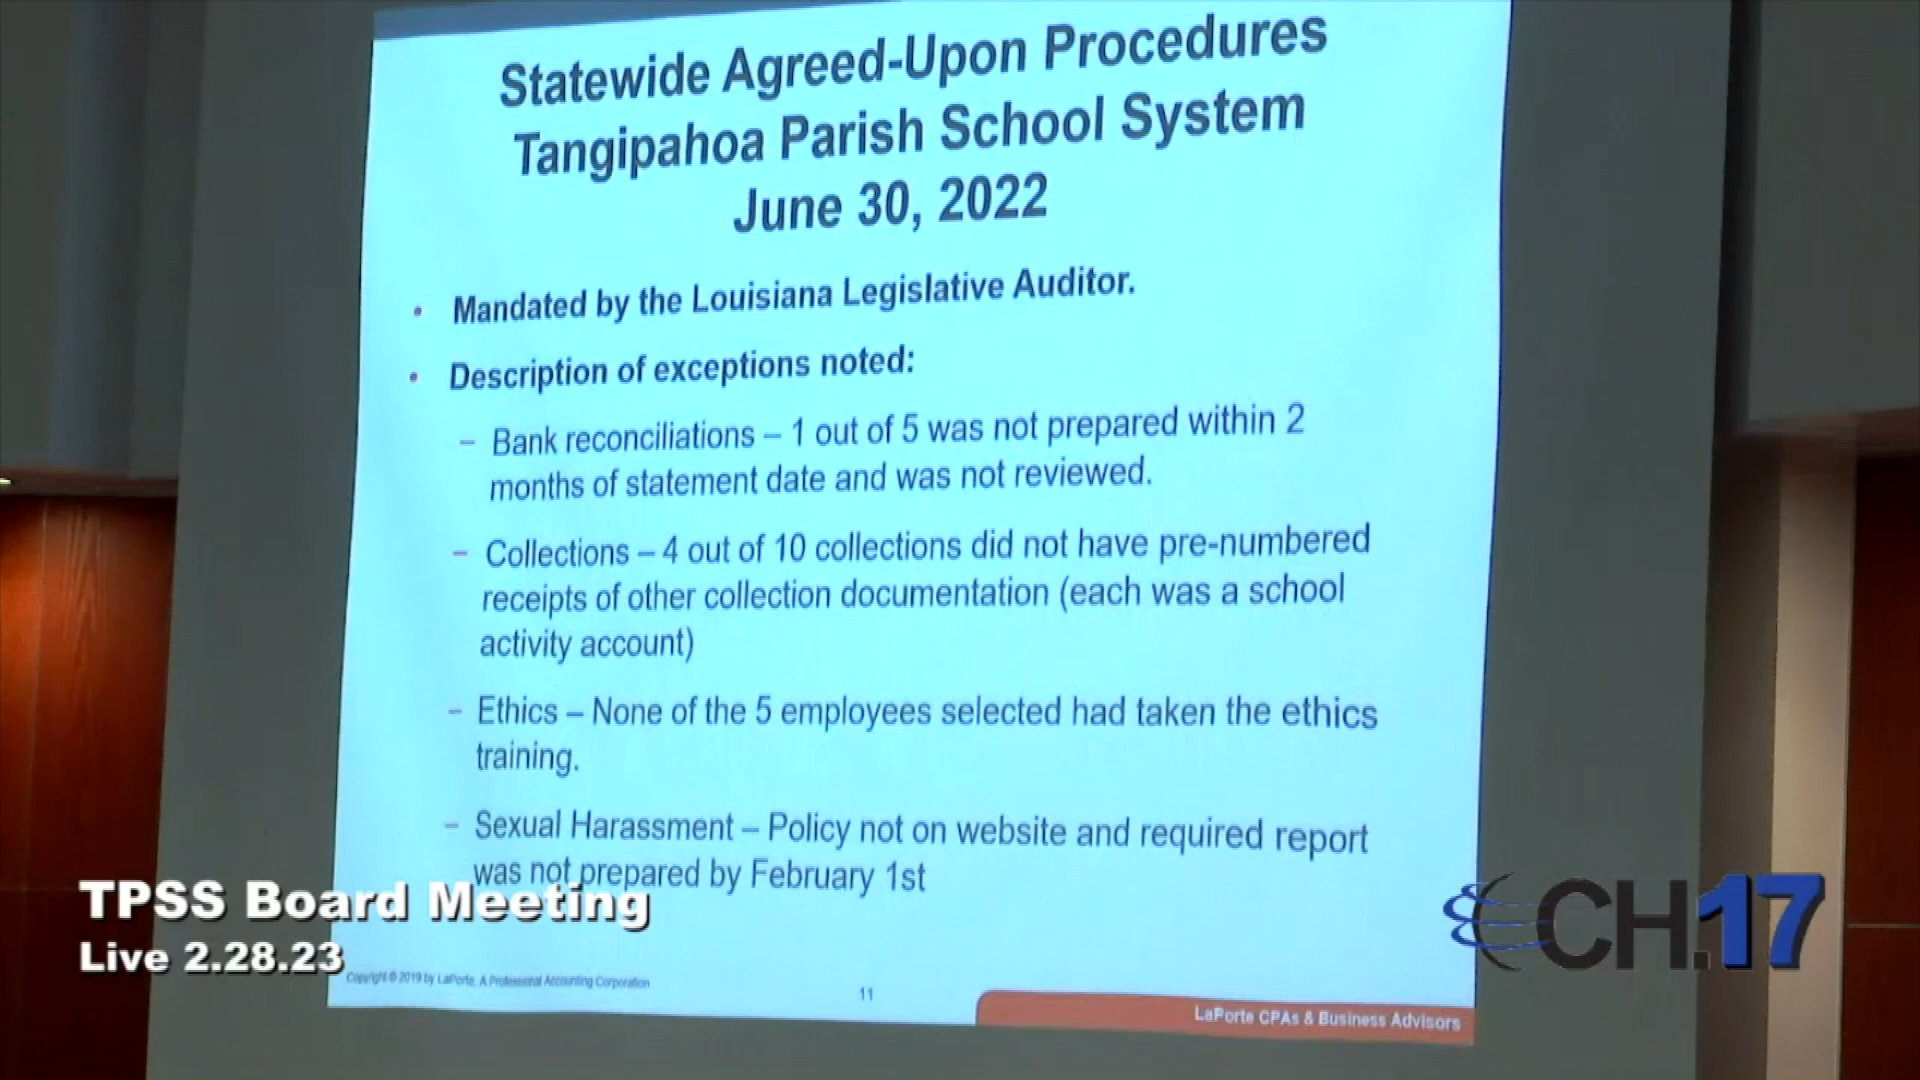 Statewide Agreed-Upon Procedures
Tangipahoa Parish School System
June 30, 2022
• Mandated by the Louisiana Legislative Auditor.
• Description of exceptions noted:
– Bank reconciliations – 1 out of 5 was not prepared within 2
months of statement date and was not reviewed.
– Collections – 4 out of 10 collections did not have pre-numbered
receipts of other collection documentation (each was a school
activity account)
– Ethics – None of the 5 employees selected had taken the ethics
training.
– Sexual Harassment – Policy not on website and required report
was not prepared by February 1st
TPSS Board Meeting
Live 2.28.23
CH.17
Copyright © 2019 by LaPorte, A Professional Accounting Corporation
11
LaPorte CPAs & Business Advisors